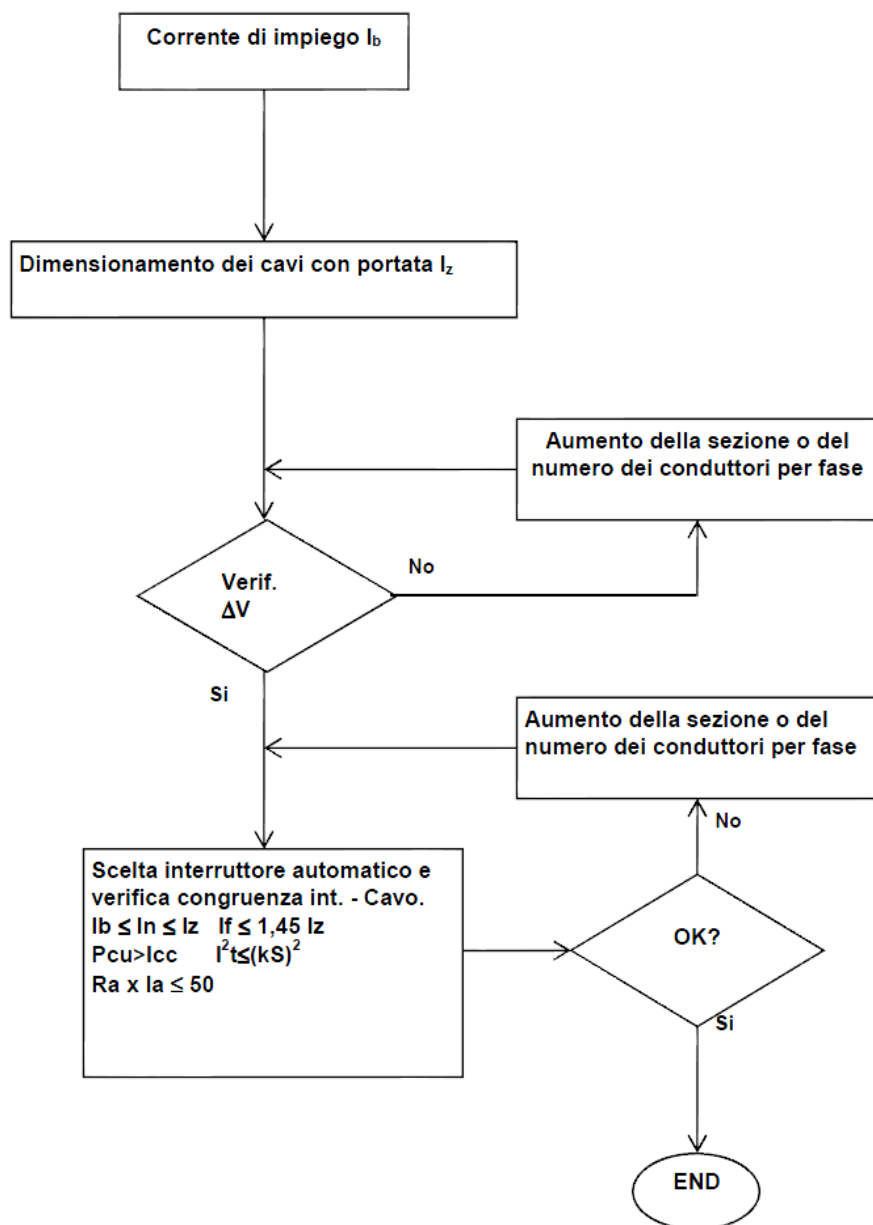 Corrente di impiego I_b
Dimensionamento dei cavi con portata I_z
Aumento della sezione o del
numero dei conduttori per fase
No
Verif.
ΔV
Si
Aumento della sezione o del
numero dei conduttori per fase
No
Scelta interruttore automatico e
verifica congruenza int. - Cavo.
Ib ≤ In ≤ Iz If ≤ 1,45 Iz
Pcu>Icc I²t≤(kS)²
Ra x Ia ≤ 50
OK?
Si
END